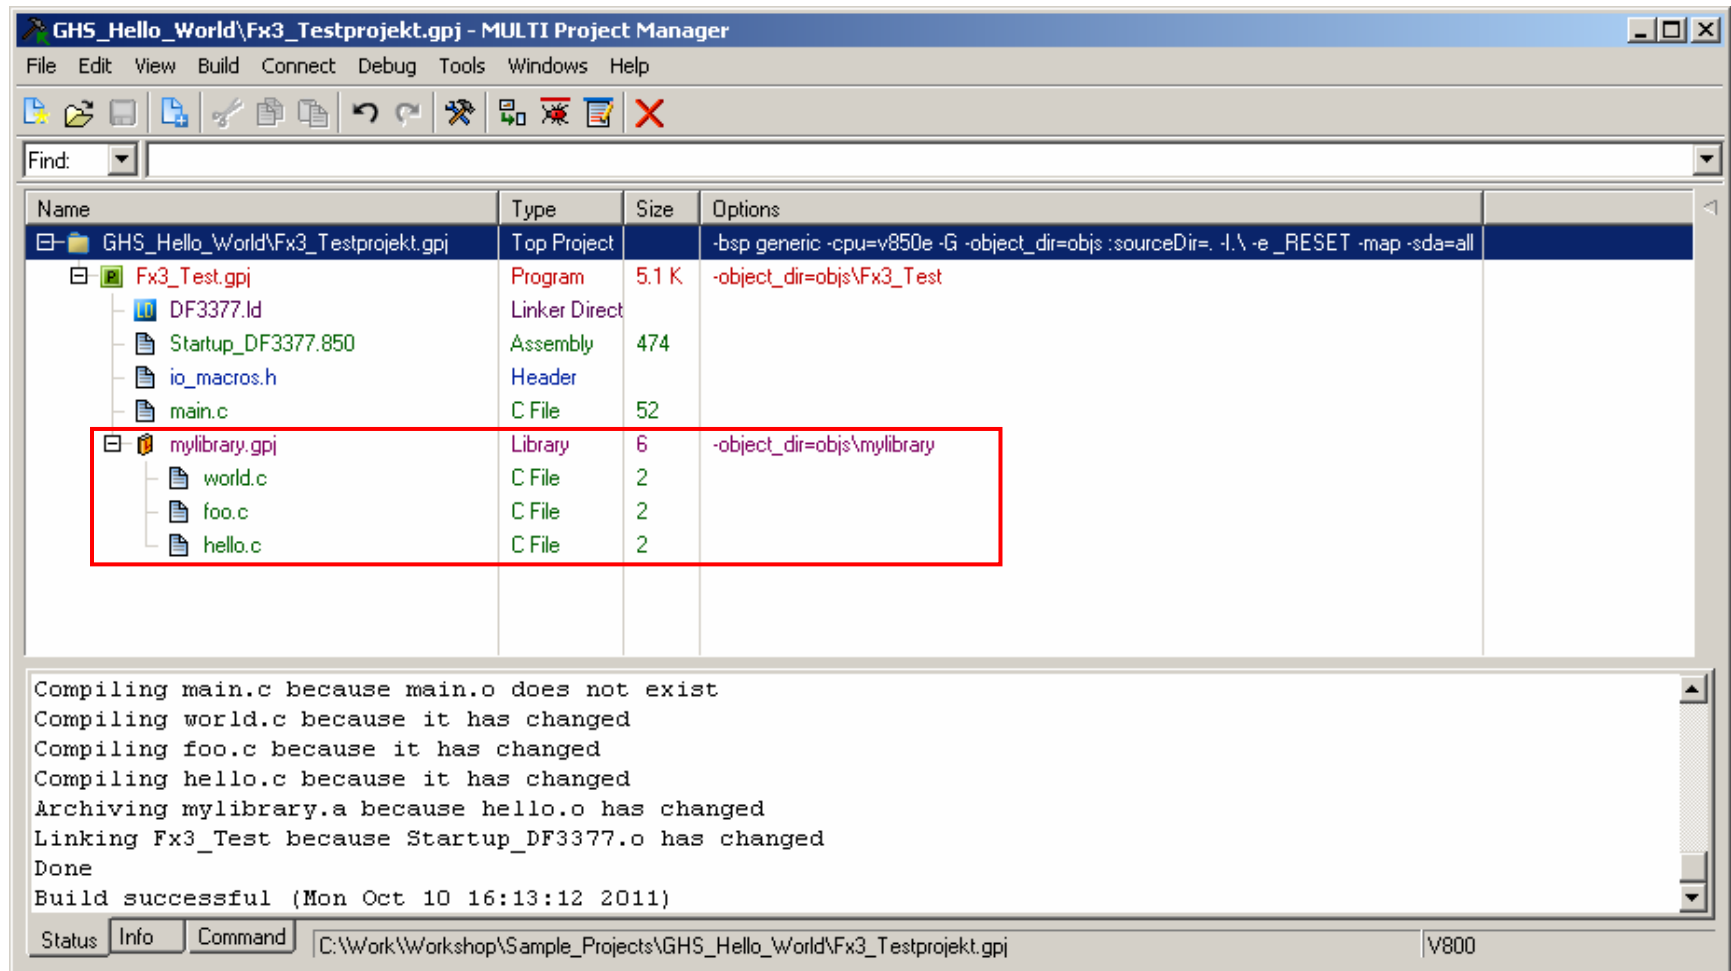 GHS_Hello_World\Fx3_Testprojekt.gpj - MULTI Project Manager
File Edit View Build Connect Debug Tools Windows Help
Find:
Name Type Size Options
GHS_Hello_World\Fx3_Testprojekt.gpj Top Project -bsp generic -cpu=v850e -G -object_dir=objs :sourceDir=. -I.\ -e _RESET -map -sda=all
Fx3_Test.gpj Program 5.1 K -object_dir=objs\Fx3_Test
LD DF3377.ld Linker Direct
Startup_DF3377.850 Assembly 474
io_macros.h Header
main.c C File 52
mylibrary.gpj Library 6 -object_dir=objs\mylibrary
world.c C File 2
foo.c C File 2
hello.c C File 2
Compiling main.c because main.o does not exist
Compiling world.c because it has changed
Compiling foo.c because it has changed
Compiling hello.c because it has changed
Archiving mylibrary.a because hello.o has changed
Linking Fx3_Test because Startup_DF3377.o has changed
Done
Build successful (Mon Oct 10 16:13:12 2011)
Status Info Command C:\Work\Workshop\Sample_Projects\GHS_Hello_World\Fx3_Testprojekt.gpj V800